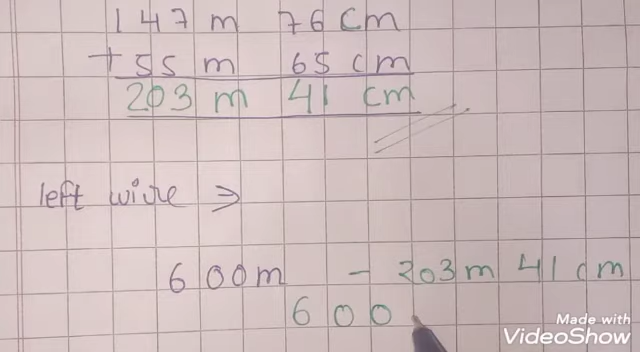 147 m 76 cm
+ 55 m 65 cm
203 m 41 cm
left wire ⇒
600m - 203m 41 cm
600
Made with
VideoShow